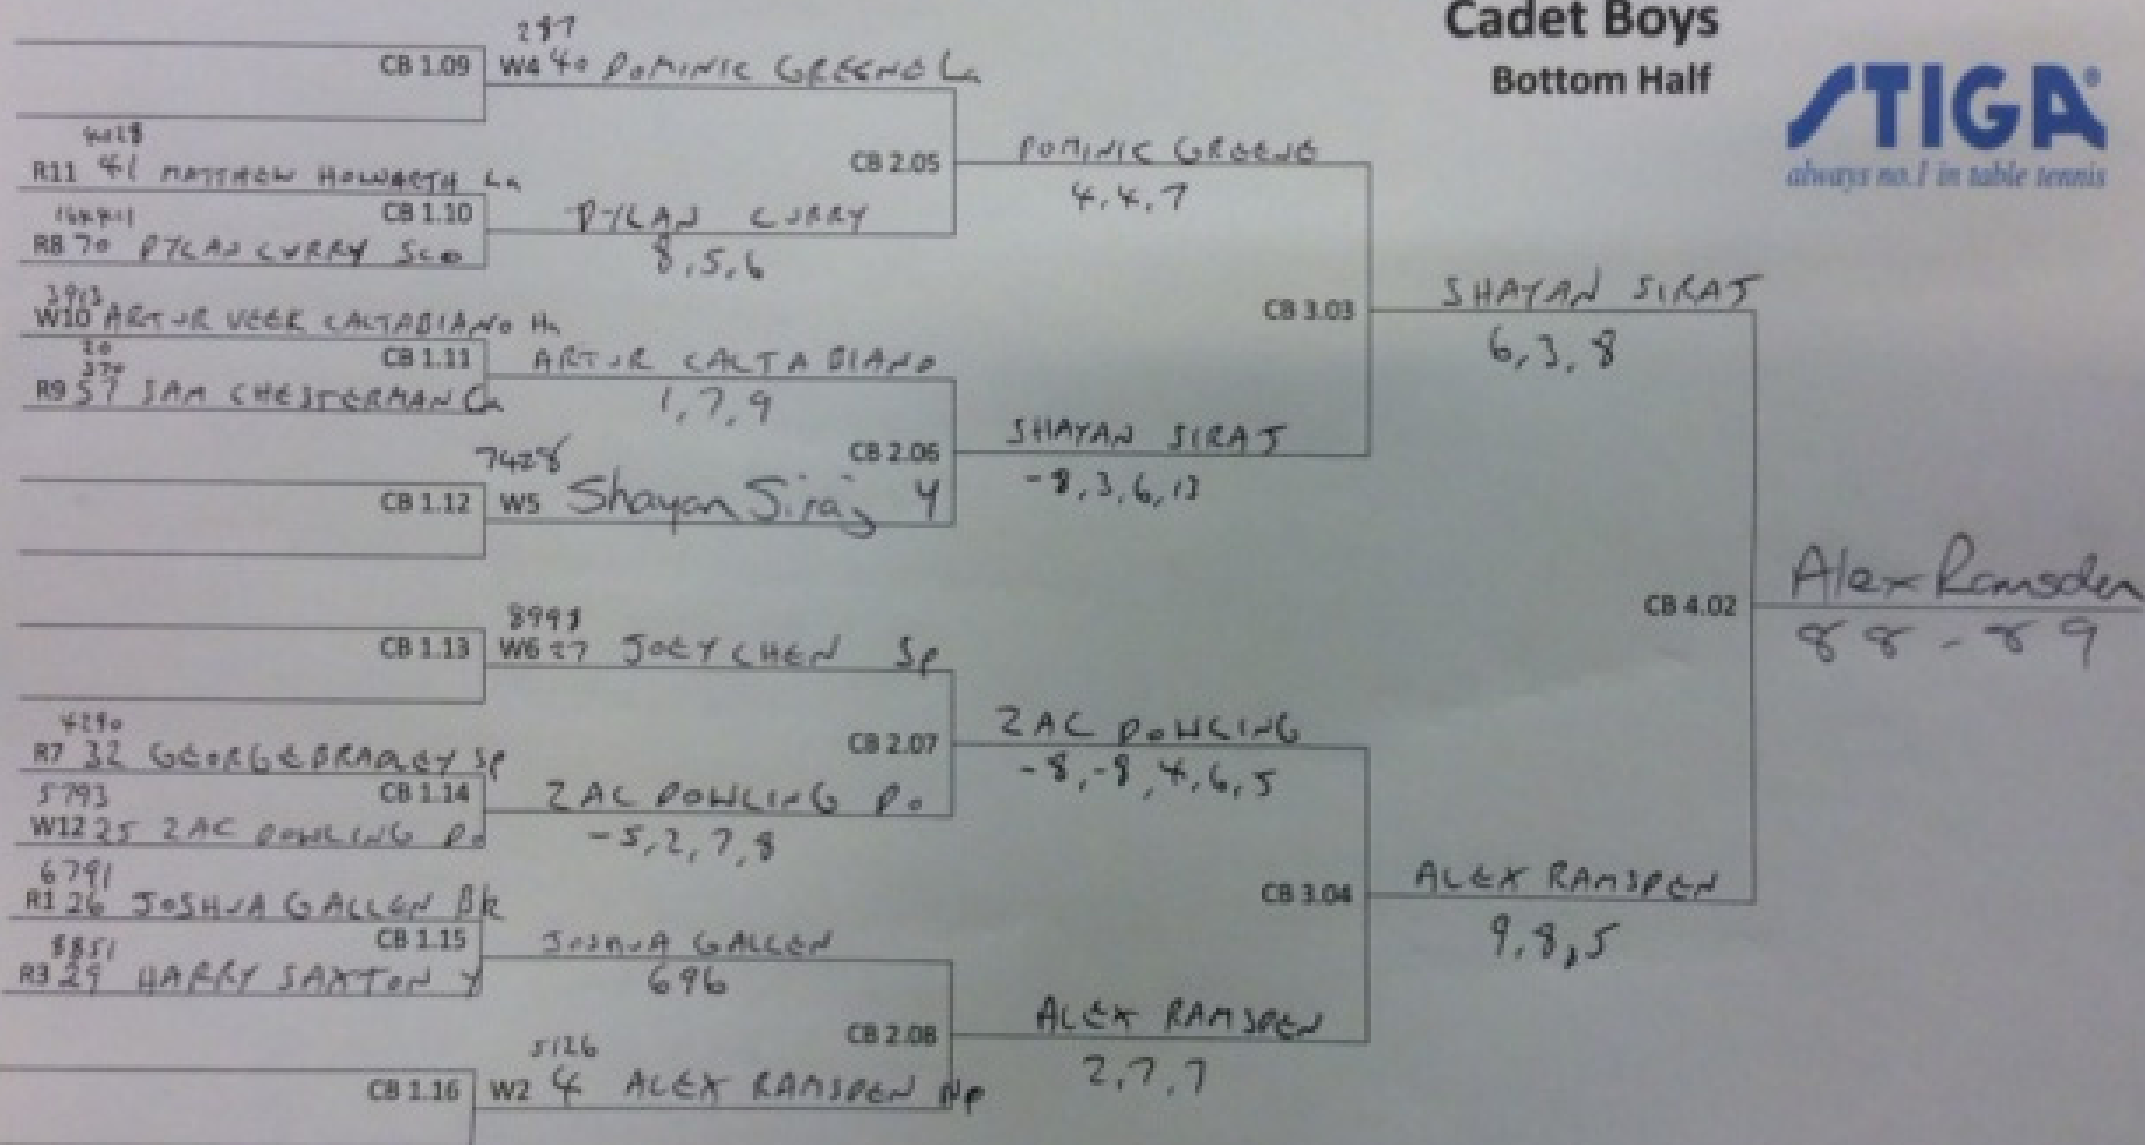 Cadet Boys
Bottom Half
STIGA®
always no.1 in table tennis
287
CB 1.09
W4 40 DOMINIC GREENE La
4028
R11 41 MATTHEW HOWARTH La
CB 1.10
R8 70 DYLAN CURRY Sco
DYLAN CURRY
8, 5, 6
CB 2.05
DOMINIC GREENE
4, 4, 7
3913
W10 ARTUR VEEK CALTABIANO Ha
CB 1.11
R9 57 SAM CHESTERMAN Ca
ARTUR CALTABIANO
1, 7, 9
CB 2.06
7428
CB 1.12
W5 Shayan Siraj Y
SHAYAN SIRAJ
-8, 3, 6, 13
CB 3.03
SHAYAN SIRAJ
6, 3, 8
CB 4.02
Alex Ramsden
8 8 - 8 9
CB 1.13
W6 27 JOEY CHEN Sp
4290
R7 32 GEORGE BRADLEY Sp
CB 1.14
5793
W12 25 ZAC DOWLING Do
ZAC DOWLING Do
-5, 2, 7, 8
CB 2.07
ZAC DOWLING
-8, -8, 4, 6, 5
6791
R1 26 JOSHUA GALLEN Bk
CB 1.15
8851
R3 29 HARRY SAXTON Y
JOSHUA GALLEN
696
CB 2.08
5126
CB 1.16
W2 4 ALEX RAMSDEN Np
ALEX RAMSDEN
2, 7, 7
CB 3.04
ALEX RAMSDEN
9, 8, 5